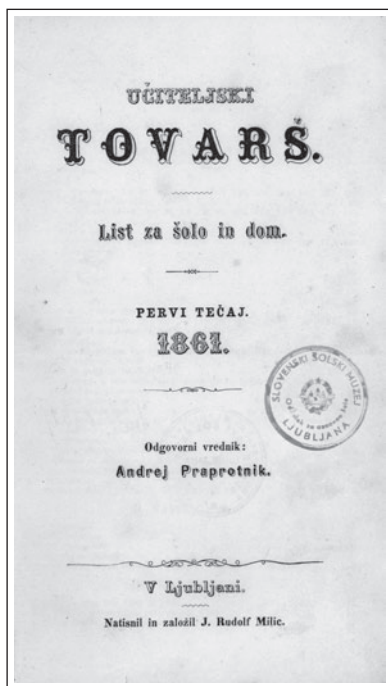 UČITELJSKI
TOVARŠ.
List za šolo in dom.
PERVI TEČAJ.
1861.
SLOVENSKI ŠOLSKI MUZEJ
LJUBLJANA
Odgovorni vrednik:
Andrej Praprotnik.
V Ljubljani.
Natisnil in založil J. Rudolf Milic.